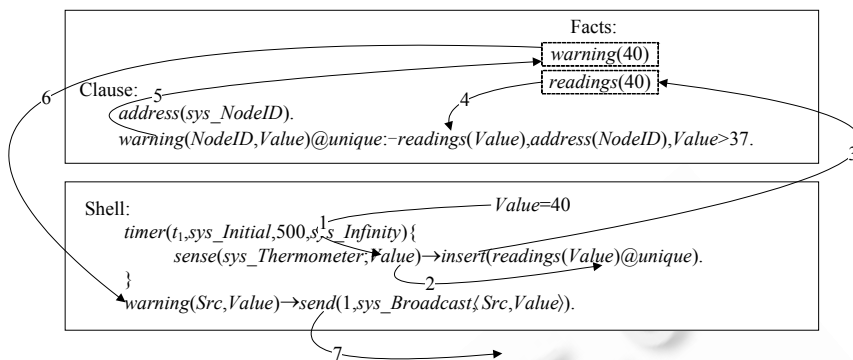 Facts:
warning(40)
readings(40)
6
5
4
3
Clause:
address(sys_NodeID).
warning(NodeID,Value)@unique:−readings(Value),address(NodeID),Value>37.
Shell:
Value=40
1
timer(t₁,sys_Initial,500,sys_Infinity){
sense(sys_Thermometer,Value)→insert(readings(Value)@unique).
2
}
warning(Src,Value)→send(1,sys_Broadcast,⟨Src,Value⟩).
7